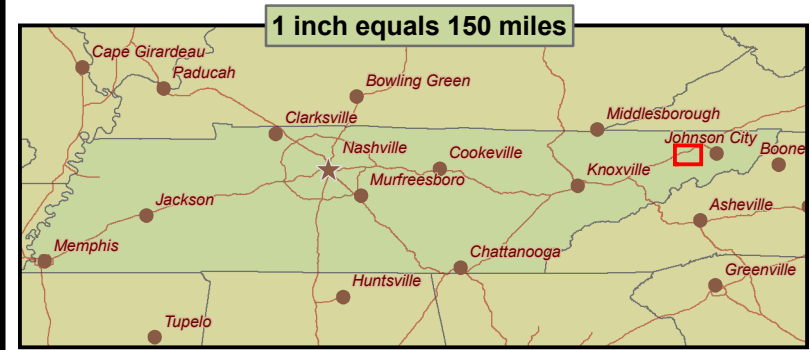 1 inch equals 150 miles
Cape Girardeau
Paducah
Bowling Green
Clarksville
Middlesborough
Johnson City
Boone
Nashville
Cookeville
Knoxville
Murfreesboro
Jackson
Asheville
Memphis
Chattanooga
Greenville
Huntsville
Tupelo